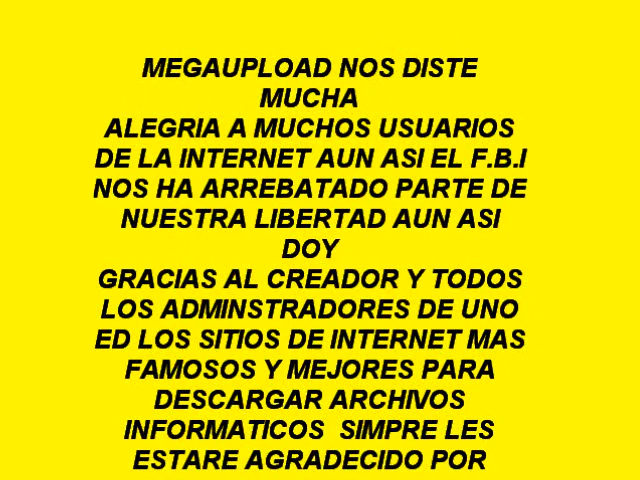 MEGAUPLOAD NOS DISTE
MUCHA
ALEGRIA A MUCHOS USUARIOS
DE LA INTERNET AUN ASI EL F.B.I
NOS HA ARREBATADO PARTE DE
NUESTRA LIBERTAD AUN ASI
DOY
GRACIAS AL CREADOR Y TODOS
LOS ADMINSTRADORES DE UNO
ED LOS SITIOS DE INTERNET MAS
FAMOSOS Y MEJORES PARA
DESCARGAR ARCHIVOS
INFORMATICOS  SIMPRE LES
ESTARE AGRADECIDO POR